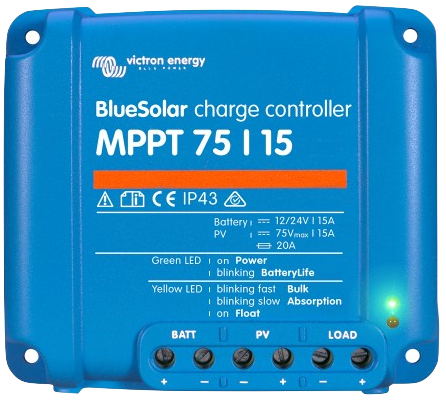 victron energy
BLUE POWER
BlueSolar charge controller
MPPT 75 | 15
CE IP43
Battery 12/24V | 15A
PV 75Vmax | 15A
20A
Green LED on Power
blinking BatteryLife
Yellow LED blinking fast Bulk
blinking slow Absorption
on Float
BATT PV LOAD
+ − − + − +